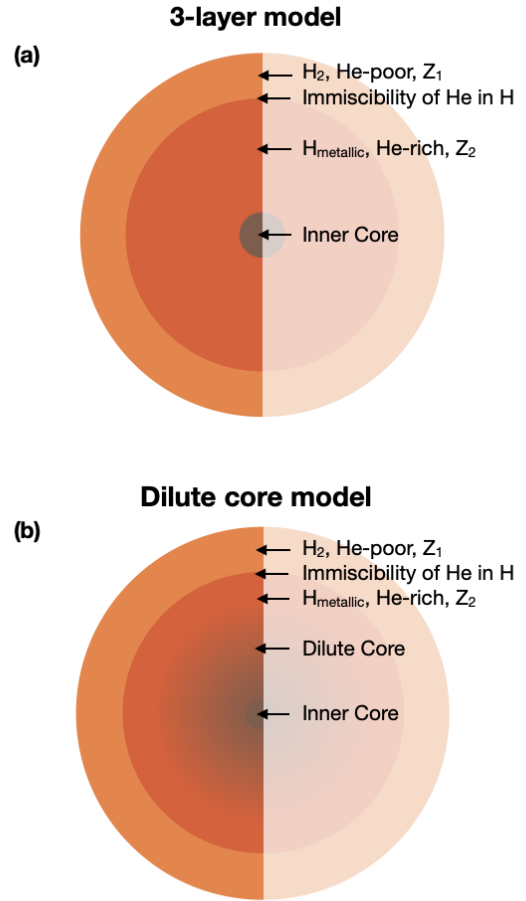 3-layer model
(a)
H₂, He-poor, Z₁
Immiscibility of He in H
Hmetallic, He-rich, Z₂
Inner Core
Dilute core model
(b)
H₂, He-poor, Z₁
Immiscibility of He in H
Hmetallic, He-rich, Z₂
Dilute Core
Inner Core